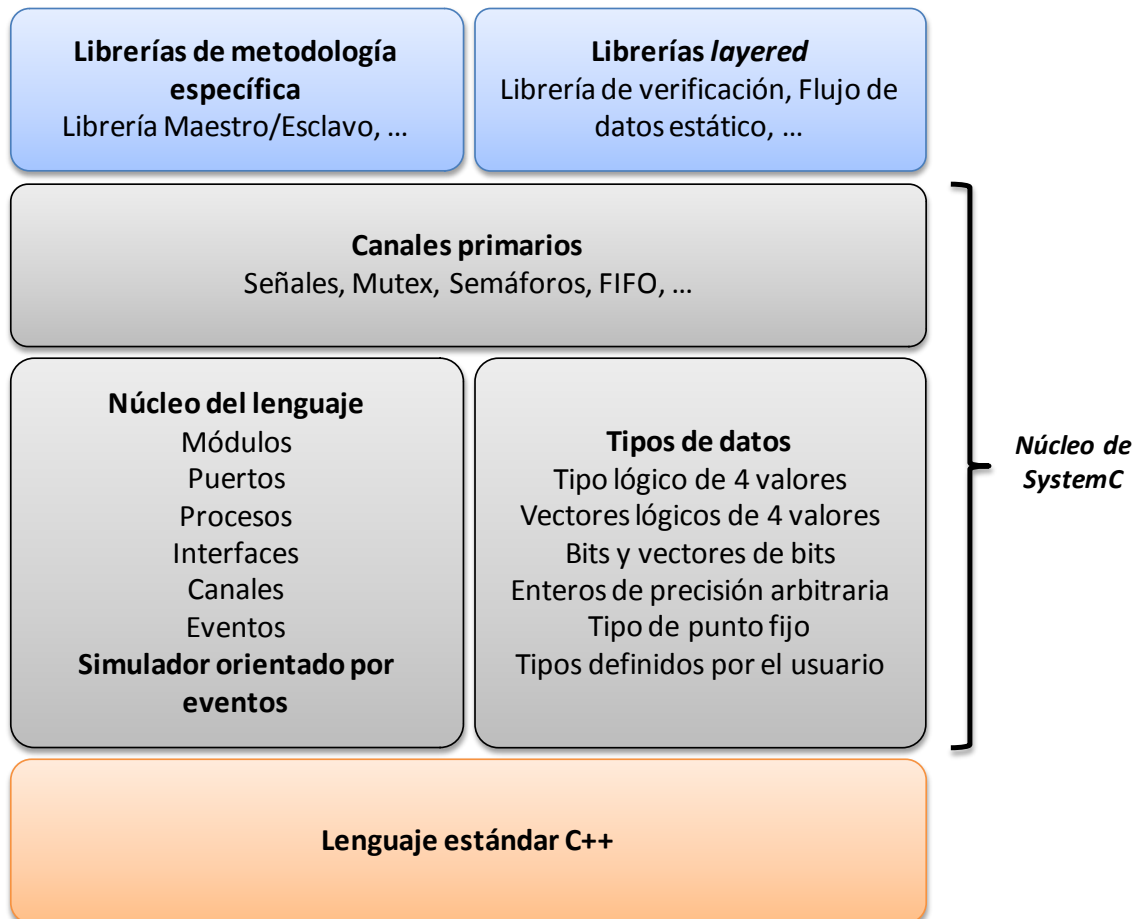 Librerías de metodología
específica
Librería Maestro/Esclavo, ...
Librerías layered
Librería de verificación, Flujo de
datos estático, ...
Canales primarios
Señales, Mutex, Semáforos, FIFO, ...
Núcleo del lenguaje
Módulos
Puertos
Procesos
Interfaces
Canales
Eventos
Simulador orientado por
eventos
Tipos de datos
Tipo lógico de 4 valores
Vectores lógicos de 4 valores
Bits y vectores de bits
Enteros de precisión arbitraria
Tipo de punto fijo
Tipos definidos por el usuario
Núcleo de
SystemC
Lenguaje estándar C++